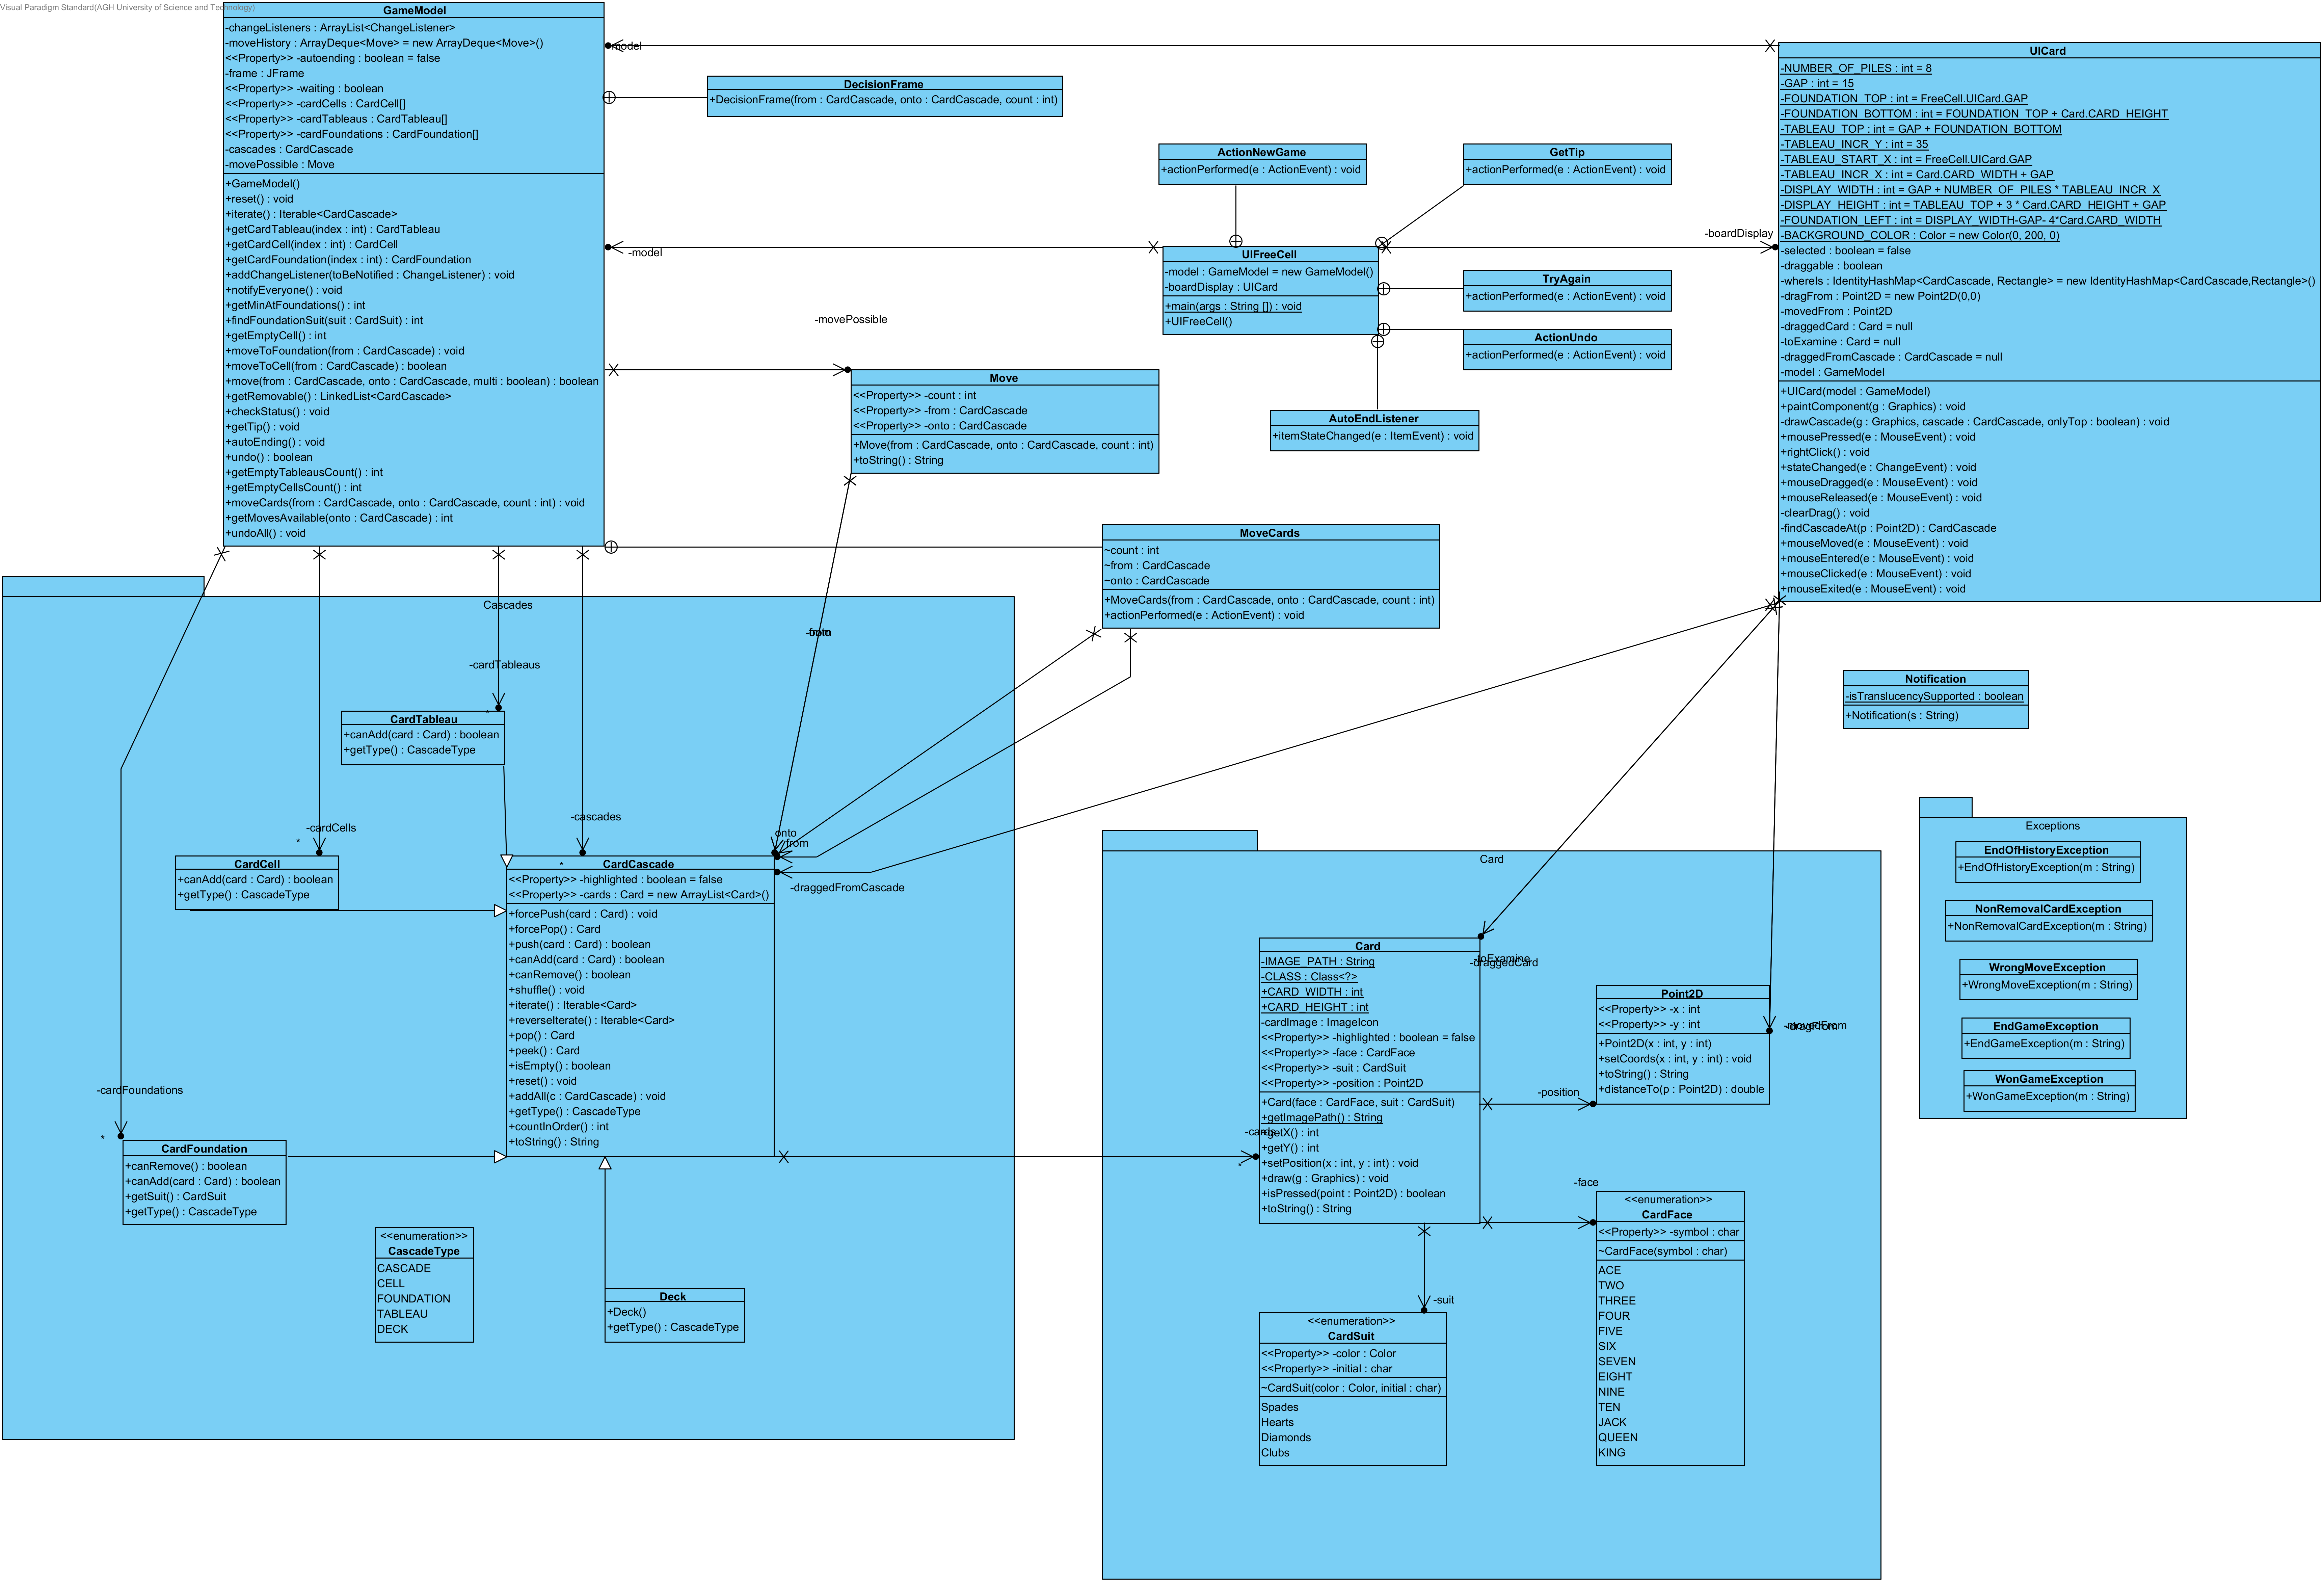 Visual Paradigm Standard(AGH University of Science and Technology)
GameModel
-changeListeners : ArrayList<ChangeListener>
-moveHistory : ArrayDeque<Move> = new ArrayDeque<Move>()
<<Property>> -autoending : boolean = false
-frame : JFrame
<<Property>> -waiting : boolean
<<Property>> -cardCells : CardCell[]
<<Property>> -cardTableaus : CardTableau[]
<<Property>> -cardFoundations : CardFoundation[]
-cascades : CardCascade
-movePossible : Move
+GameModel()
+reset() : void
+iterate() : Iterable<CardCascade>
+getCardTableau(index : int) : CardTableau
+getCardCell(index : int) : CardCell
+getCardFoundation(index : int) : CardFoundation
+addChangeListener(toBeNotified : ChangeListener) : void
+notifyEveryone() : void
+getMinAtFoundations() : int
+findFoundationSuit(suit : CardSuit) : int
+getEmptyCell() : int
+moveToFoundation(from : CardCascade) : void
+moveToCell(from : CardCascade) : boolean
+move(from : CardCascade, onto : CardCascade, multi : boolean) : boolean
+getRemovable() : LinkedList<CardCascade>
+checkStatus() : void
+getTip() : void
+autoEnding() : void
+undo() : boolean
+getEmptyTableausCount() : int
+getEmptyCellsCount() : int
+moveCards(from : CardCascade, onto : CardCascade, count : int) : void
+getMovesAvailable(onto : CardCascade) : int
+undoAll() : void
-model
DecisionFrame
+DecisionFrame(from : CardCascade, onto : CardCascade, count : int)
ActionNewGame
+actionPerformed(e : ActionEvent) : void
GetTip
+actionPerformed(e : ActionEvent) : void
-model
-boardDisplay
UIFreeCell
-model : GameModel = new GameModel()
-boardDisplay : UICard
+main(args : String []) : void
+UIFreeCell()
TryAgain
+actionPerformed(e : ActionEvent) : void
ActionUndo
+actionPerformed(e : ActionEvent) : void
AutoEndListener
+itemStateChanged(e : ItemEvent) : void
-movePossible
Move
<<Property>> -count : int
<<Property>> -from : CardCascade
<<Property>> -onto : CardCascade
+Move(from : CardCascade, onto : CardCascade, count : int)
+toString() : String
MoveCards
~count : int
~from : CardCascade
~onto : CardCascade
+MoveCards(from : CardCascade, onto : CardCascade, count : int)
+actionPerformed(e : ActionEvent) : void
UICard
-NUMBER_OF_PILES : int = 8
-GAP : int = 15
-FOUNDATION_TOP : int = FreeCell.UICard.GAP
-FOUNDATION_BOTTOM : int = FOUNDATION_TOP + Card.CARD_HEIGHT
-TABLEAU_TOP : int = GAP + FOUNDATION_BOTTOM
-TABLEAU_INCR_Y : int = 35
-TABLEAU_START_X : int = FreeCell.UICard.GAP
-TABLEAU_INCR_X : int = Card.CARD_WIDTH + GAP
-DISPLAY_WIDTH : int = GAP + NUMBER_OF_PILES * TABLEAU_INCR_X
-DISPLAY_HEIGHT : int = TABLEAU_TOP + 3 * Card.CARD_HEIGHT + GAP
-FOUNDATION_LEFT : int = DISPLAY_WIDTH-GAP- 4*Card.CARD_WIDTH
-BACKGROUND_COLOR : Color = new Color(0, 200, 0)
-selected : boolean = false
-draggable : boolean
-whereIs : IdentityHashMap<CardCascade, Rectangle> = new IdentityHashMap<CardCascade,Rectangle>()
-dragFrom : Point2D = new Point2D(0,0)
-movedFrom : Point2D
-draggedCard : Card = null
-toExamine : Card = null
-draggedFromCascade : CardCascade = null
-model : GameModel
+UICard(model : GameModel)
+paintComponent(g : Graphics) : void
-drawCascade(g : Graphics, cascade : CardCascade, onlyTop : boolean) : void
+mousePressed(e : MouseEvent) : void
+rightClick() : void
+stateChanged(e : ChangeEvent) : void
+mouseDragged(e : MouseEvent) : void
+mouseReleased(e : MouseEvent) : void
-clearDrag() : void
-findCascadeAt(p : Point2D) : CardCascade
+mouseMoved(e : MouseEvent) : void
+mouseEntered(e : MouseEvent) : void
+mouseClicked(e : MouseEvent) : void
+mouseExited(e : MouseEvent) : void
Notification
-isTranslucencySupported : boolean
+Notification(s : String)
Cascades
-cardTableaus
*
CardTableau
+canAdd(card : Card) : boolean
+getType() : CascadeType
-cardCells
*
CardCell
+canAdd(card : Card) : boolean
+getType() : CascadeType
-cascades
*
onto
from
-draggedFromCascade
CardCascade
<<Property>> -highlighted : boolean = false
<<Property>> -cards : Card = new ArrayList<Card>()
+forcePush(card : Card) : void
+forcePop() : Card
+push(card : Card) : boolean
+canAdd(card : Card) : boolean
+canRemove() : boolean
+shuffle() : void
+iterate() : Iterable<Card>
+reverseIterate() : Iterable<Card>
+pop() : Card
+peek() : Card
+isEmpty() : boolean
+reset() : void
+addAll(c : CardCascade) : void
+getType() : CascadeType
+countInOrder() : int
+toString() : String
-cardFoundations
*
CardFoundation
+canRemove() : boolean
+canAdd(card : Card) : boolean
+getSuit() : CardSuit
+getType() : CascadeType
<<enumeration>>
CascadeType
CASCADE
CELL
FOUNDATION
TABLEAU
DECK
Deck
+Deck()
+getType() : CascadeType
Card
Card
-IMAGE_PATH : String
-CLASS : Class<?>
+CARD_WIDTH : int
+CARD_HEIGHT : int
-cardImage : ImageIcon
<<Property>> -highlighted : boolean = false
<<Property>> -face : CardFace
<<Property>> -suit : CardSuit
<<Property>> -position : Point2D
+Card(face : CardFace, suit : CardSuit)
+getImagePath() : String
+getX() : int
+getY() : int
+setPosition(x : int, y : int) : void
+draw(g : Graphics) : void
+isPressed(point : Point2D) : boolean
+toString() : String
-cards
*
-toExamine
-draggedCard
Point2D
<<Property>> -x : int
<<Property>> -y : int
+Point2D(x : int, y : int)
+setCoords(x : int, y : int) : void
+toString() : String
+distanceTo(p : Point2D) : double
-position
-face
<<enumeration>>
CardFace
<<Property>> -symbol : char
~CardFace(symbol : char)
ACE
TWO
THREE
FOUR
FIVE
SIX
SEVEN
EIGHT
NINE
TEN
JACK
QUEEN
KING
-suit
<<enumeration>>
CardSuit
<<Property>> -color : Color
<<Property>> -initial : char
~CardSuit(color : Color, initial : char)
Spades
Hearts
Diamonds
Clubs
Exceptions
EndOfHistoryException
+EndOfHistoryException(m : String)
NonRemovalCardException
+NonRemovalCardException(m : String)
WrongMoveException
+WrongMoveException(m : String)
EndGameException
+EndGameException(m : String)
WonGameException
+WonGameException(m : String)